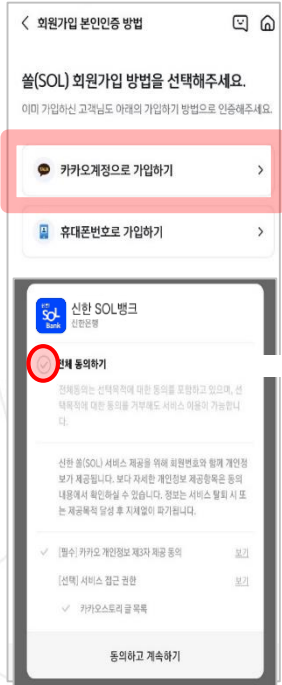 회원가입 본인인증 방법
쏠(SOL) 회원가입 방법을 선택해주세요.
이미 가입하신 고객님도 아래의 가입하기 방법으로 인증해주세요.
카카오계정으로 가입하기
휴대폰번호로 가입하기
신한 SOL뱅크
신한은행
전체 동의하기
전체동의는 선택목적에 대한 동의를 포함하고 있으며, 선
택목적에 대한 동의를 거부해도 서비스 이용이 가능합니
다.
신한 쏠(SOL) 서비스 제공을 위해 회원번호와 함께 개인정
보가 제공됩니다. 보다 자세한 개인정보 제공항목은 동의
내용에서 확인하실 수 있습니다. 정보는 서비스 탈퇴 시 또
는 제공목적 달성 후 지체없이 파기됩니다.
[필수] 카카오 개인정보 제3자 제공 동의 보기
[선택] 서비스 접근 권한 보기
카카오스토리 글 목록
동의하고 계속하기